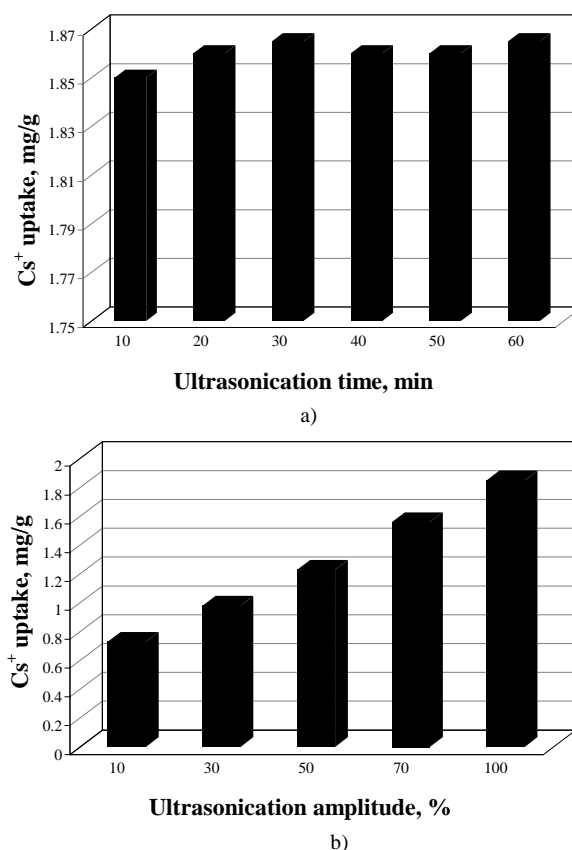 1.87
1.85
1.83
1.81
1.79
1.77
1.75
Cs+ uptake, mg/g
10 20 30 40 50 60
Ultrasonication time, min
a)
2
1.8
1.6
1.4
1.2
1
0.8
0.6
0.4
0.2
0
Cs+ uptake, mg/g
10 30 50 70 100
Ultrasonication amplitude, %
b)